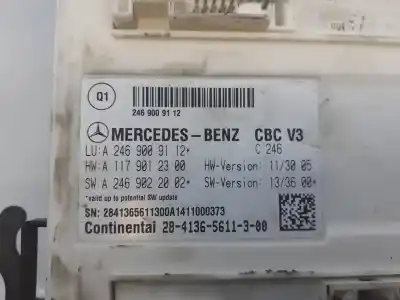 Q1
246 900 91 12
MERCEDES-BENZ CBC V3
LU: A 246 900 91 12* C 246
HW: A 117 901 23 00 HW-Version: 11/30 05
SW A 246 902 20 02* SW-Version: 13/36 00*
*valid up to potential SW update
SN: 2841365611300A1411000373
Continental 28-4136-5611-3-00